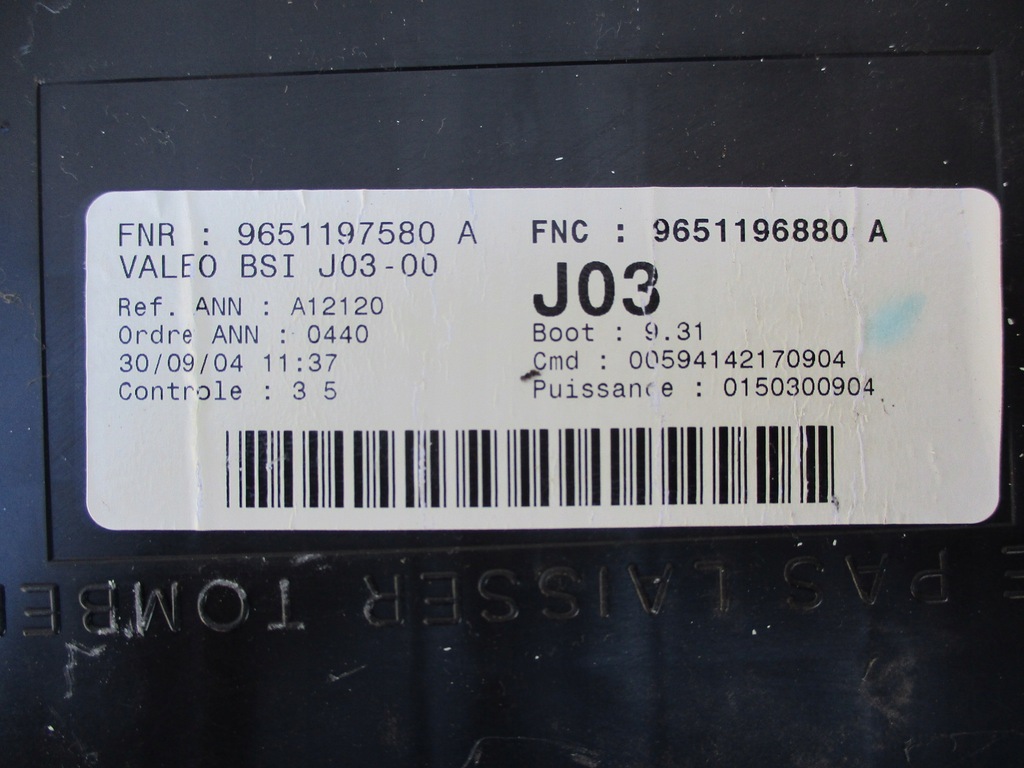 FNR : 9651197580 A
VALEO BSI J03-00
Ref. ANN : A12120
Ordre ANN : 0440
30/09/04 11:37
Controle : 3 5
FNC : 9651196880 A
J03
Boot : 9.31
Cmd : 00594142170904
Puissance : 0150300904
PAS LAISSER TOMBE